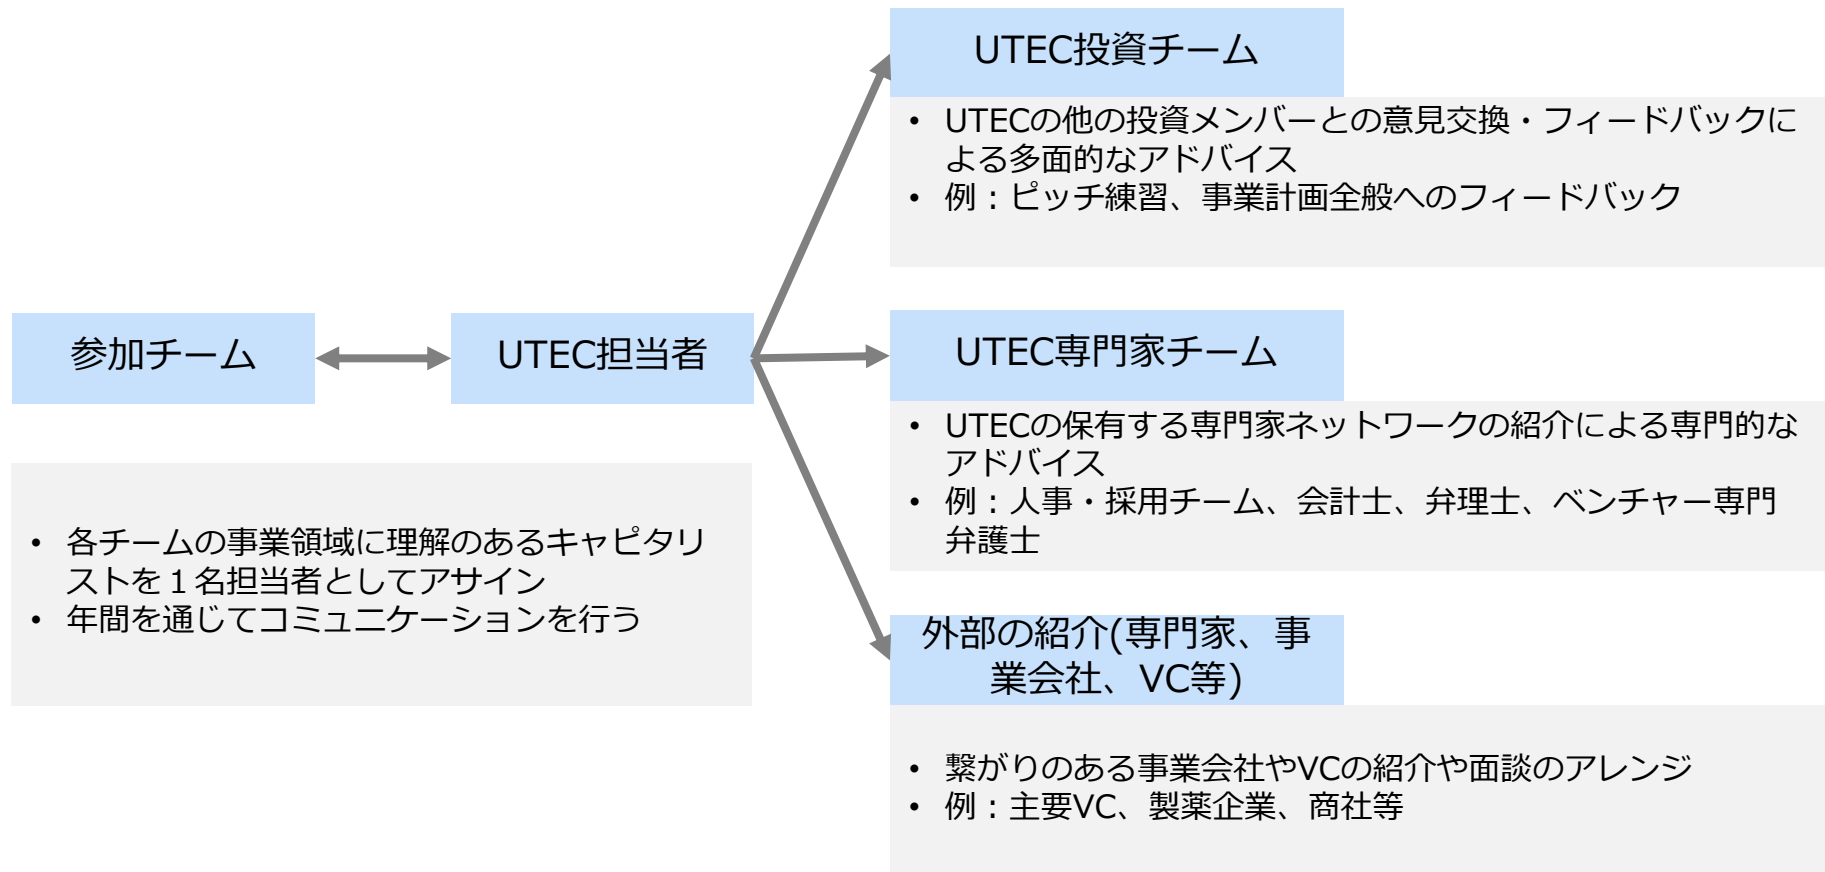 参加チーム
UTEC担当者
• 各チームの事業領域に理解のあるキャピタリ
ストを１名担当者としてアサイン
• 年間を通じてコミュニケーションを行う
UTEC投資チーム
• UTECの他の投資メンバーとの意見交換・フィードバックに
よる多面的なアドバイス
• 例：ピッチ練習、事業計画全般へのフィードバック
UTEC専門家チーム
• UTECの保有する専門家ネットワークの紹介による専門的な
アドバイス
• 例：人事・採用チーム、会計士、弁理士、ベンチャー専門
弁護士
外部の紹介(専門家、事
業会社、VC等)
• 繋がりのある事業会社やVCの紹介や面談のアレンジ
• 例：主要VC、製薬企業、商社等